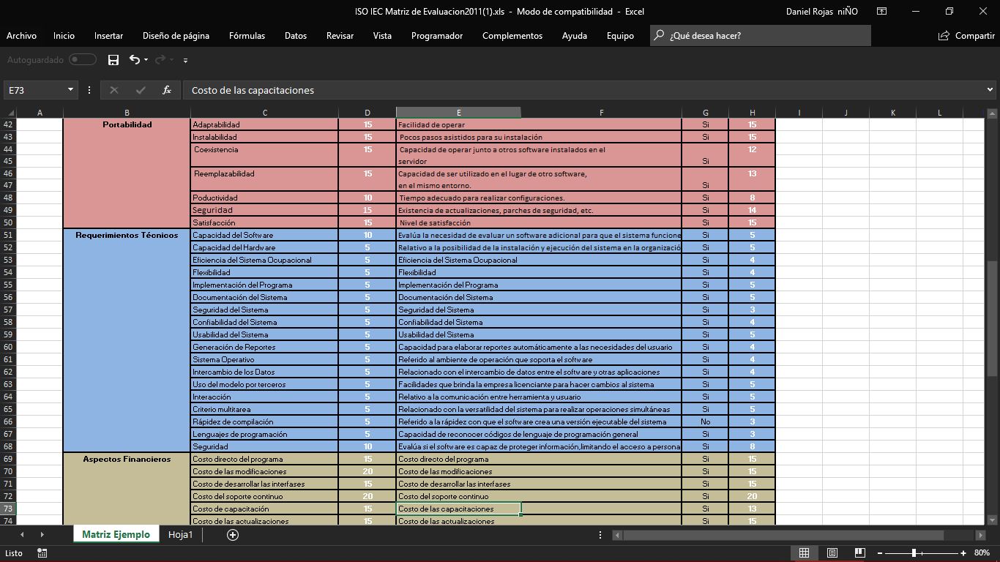 ISO IEC Matriz de Evaluacion2011(1).xls - Modo de compatibilidad - Excel
Daniel Rojas niÑO
Archivo Inicio Insertar Diseño de página Fórmulas Datos Revisar Vista Programador Complementos Ayuda Equipo ¿Qué desea hacer? Compartir
Autoguardado
E73 fx Costo de las capacitaciones
A B C D E F G H I J K L
42 Portabilidad Adaptabilidad 15 Facilidad de operar Si 15
43 Instalabilidad 15 Pocos pasos asistidos para su instalación Si 15
44 Coexistencia 15 Capacidad de operar junto a otros software instalados en el 12
45 servidor Si
46 Reemplazabilidad 15 Capacidad de ser utilizado en el lugar de otro software, 13
47 en el mismo entorno. Si
48 Poductividad 10 Tiempo adecuado para realizar configuraciones. Si 8
49 Seguridad 15 Existencia de actualizaciones, parches de seguridad, etc. Si 14
50 Satisfacción 15 Nivel de satisfacción Si 15
51 Requerimientos Técnicos Capacidad del Software 10 Evalúa la necesidad de evaluar un software adicional para que el sistema funcione Si 5
52 Capacidad del Hardware 5 Relativo a la posibilidad de la instalación y ejecución del sistema en la organizació Si 5
53 Eficiencia del Sistema Ocupacional 5 Eficiencia del Sistema Ocupacional Si 4
54 Flexibilidad 5 Flexibilidad Si 4
55 Implementación del Programa 5 Implementación del Programa Si 5
56 Documentación del Sistema 5 Documentación del Sistema Si 5
57 Seguridad del Sistema 5 Seguridad del Sistema Si 3
58 Confiabilidad del Sistema 5 Confiabilidad del Sistema Si 4
59 Usabilidad del Sistema 5 Usabilidad del Sistema Si 5
60 Generación de Reportes 5 Capacidad para elaborar reportes automáticamente a las necesidades del usuario Si 4
61 Sistema Operativo 5 Referido al ambiente de operación que soporta el software Si 4
62 Intercambio de los Datos 5 Relacionado con el intercambio de datos entre el software y otras aplicaciones Si 4
63 Uso del modelo por terceros 5 Facilidades que brinda la empresa licenciante para hacer cambios al sistema Si 5
64 Interacción 5 Relativo a la comunicación entre herramienta y usuario Si 5
65 Criterio multitarea 5 Relacionado con la versatilidad del sistema para realizar operaciones simultáneas Si 5
66 Rápidez de compilación 5 Referido a la rápidez con que el software crea una versión ejecutable del sistema No 3
67 Lenguajes de programación 5 Capacidad de reconocer códigos de lenguaje de programación general Si 3
68 Seguridad 10 Evalúa si el software es capaz de proteger información,limitando el acceso a persona Si 8
69 Aspectos Financieros Costo directo del programa 15 Costo directo del programa Si 15
70 Costo de las modificaciones 20 Costo de las modificaciones Si 15
71 Costo de desarrollar las interfases 15 Costo de desarrollar las interfases Si 15
72 Costo del soporte continuo 20 Costo del soporte continuo Si 20
73 Costo de capacitación 15 Costo de las capacitaciones Si 13
74 Costo de las actualizaciones 15 Costo de las actualizaciones Si 15
Matriz Ejemplo Hoja1
Listo 80%